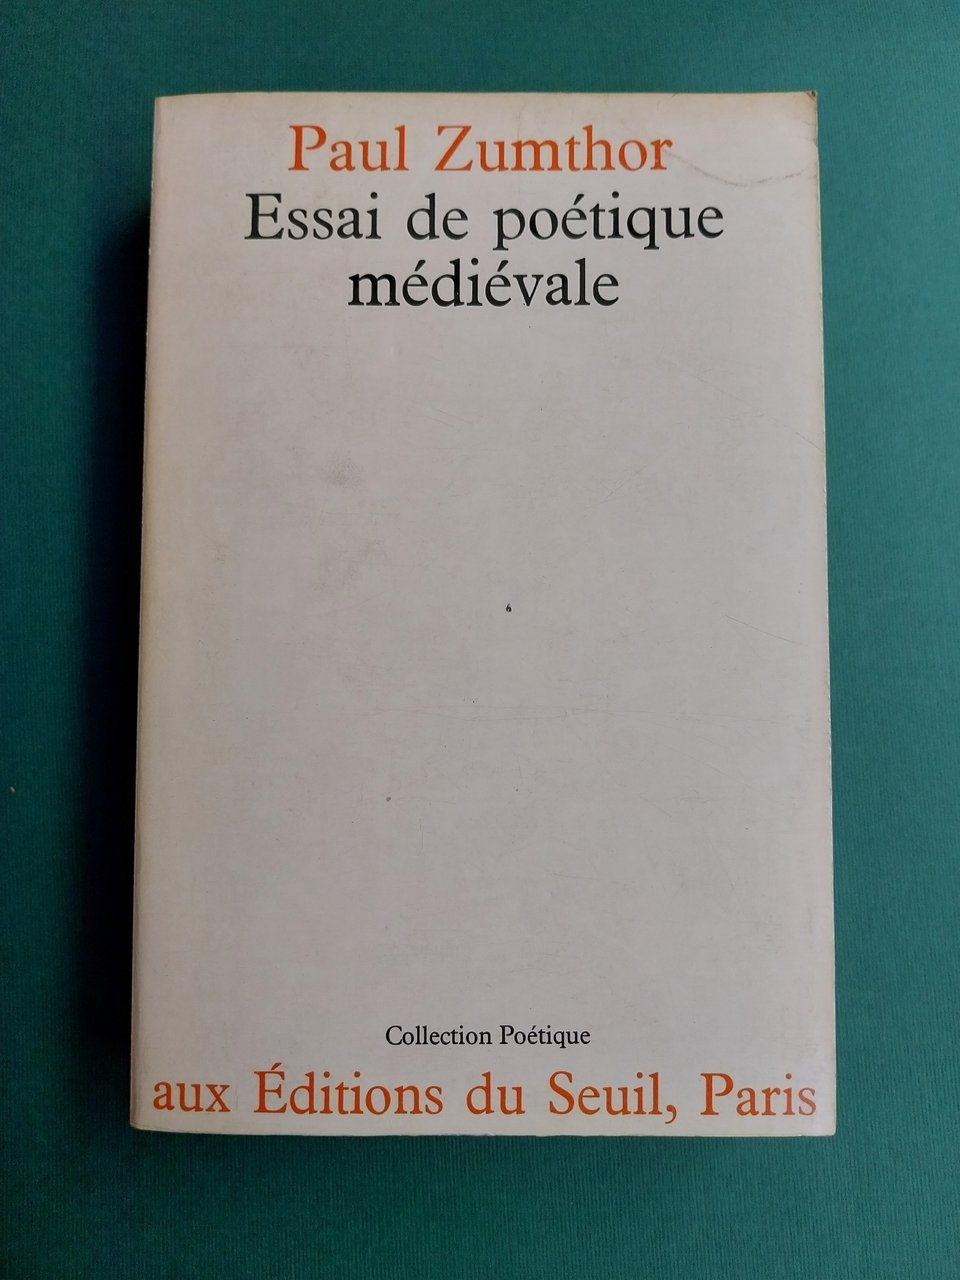 Paul Zumthor
Essai de poétique
médiévale
Collection Poétique
aux Éditions du Seuil, Paris